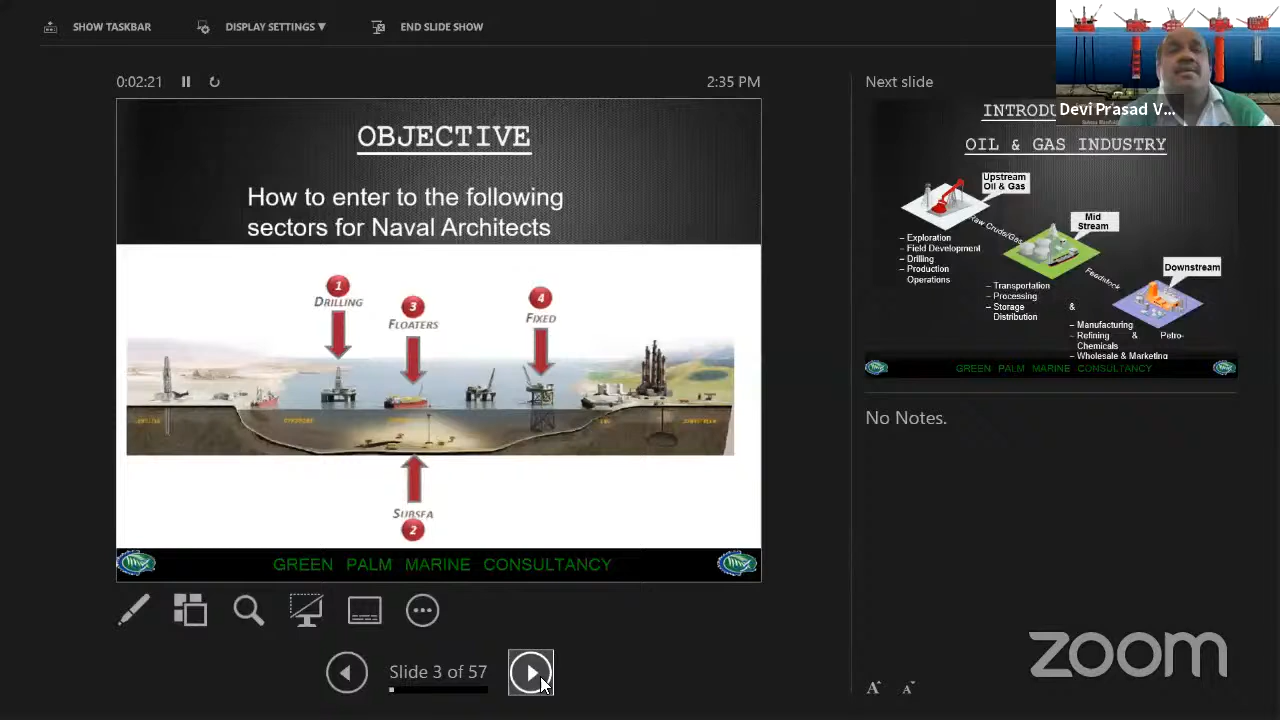 SHOW TASKBAR
DISPLAY SETTINGS ▼
END SLIDE SHOW
0:02:21
2:35 PM
OBJECTIVE
How to enter to the following
sectors for Naval Architects
1
DRILLING
3
FLOATERS
4
FIXED
SUBSEA
2
GREEN PALM MARINE CONSULTANCY
Slide 3 of 57
Next slide
Devi Prasad V...
OIL & GAS INDUSTRY
Upstream
Oil & Gas
Raw Crude/Gas
Mid
Stream
Feedstock
Downstream
– Exploration
– Field Development
– Drilling
– Production
Operations
– Transportation
– Processing
– Storage &
Distribution
– Manufacturing
– Refining & Petro-
Chemicals
– Wholesale & Marketing
GREEN PALM MARINE CONSULTANCY
No Notes.
A A
zoom